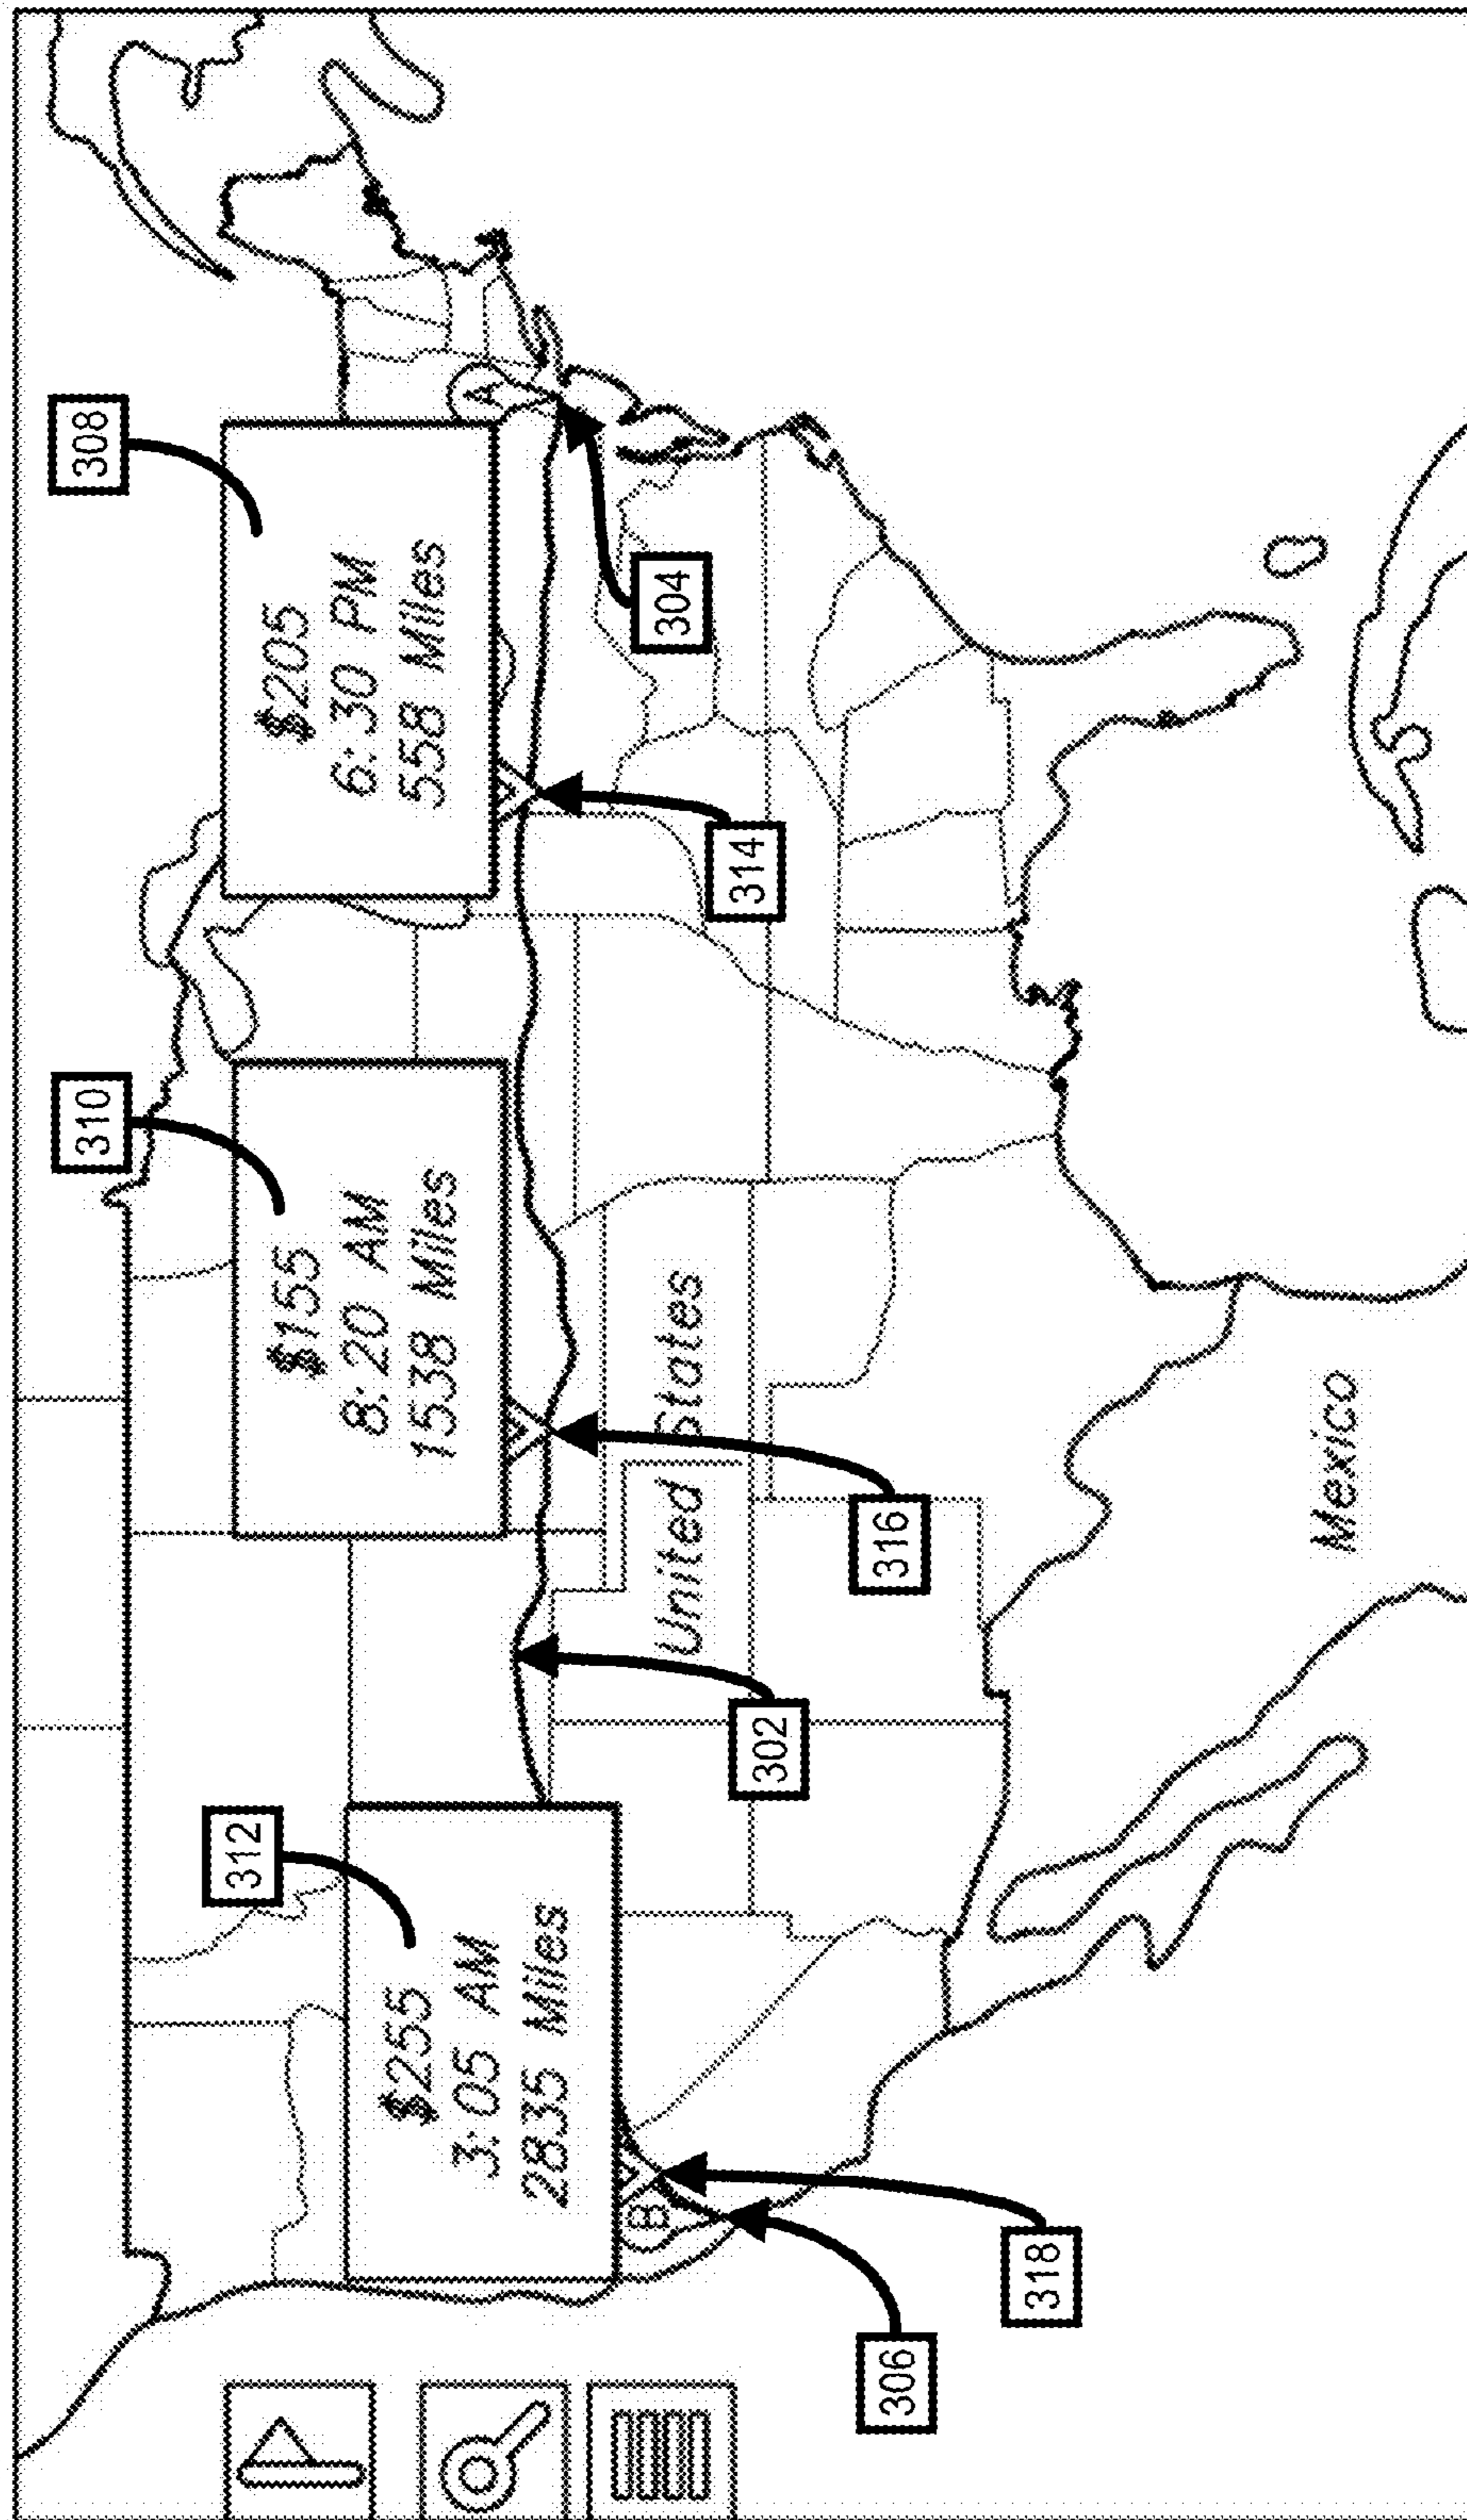 308
310
312
$205
6:30 PM
558 Miles
$155
8:20 AM
1538 Miles
$255
3:05 AM
2835 Miles
A
B
304
314
316
302
306
318
United States
Mexico